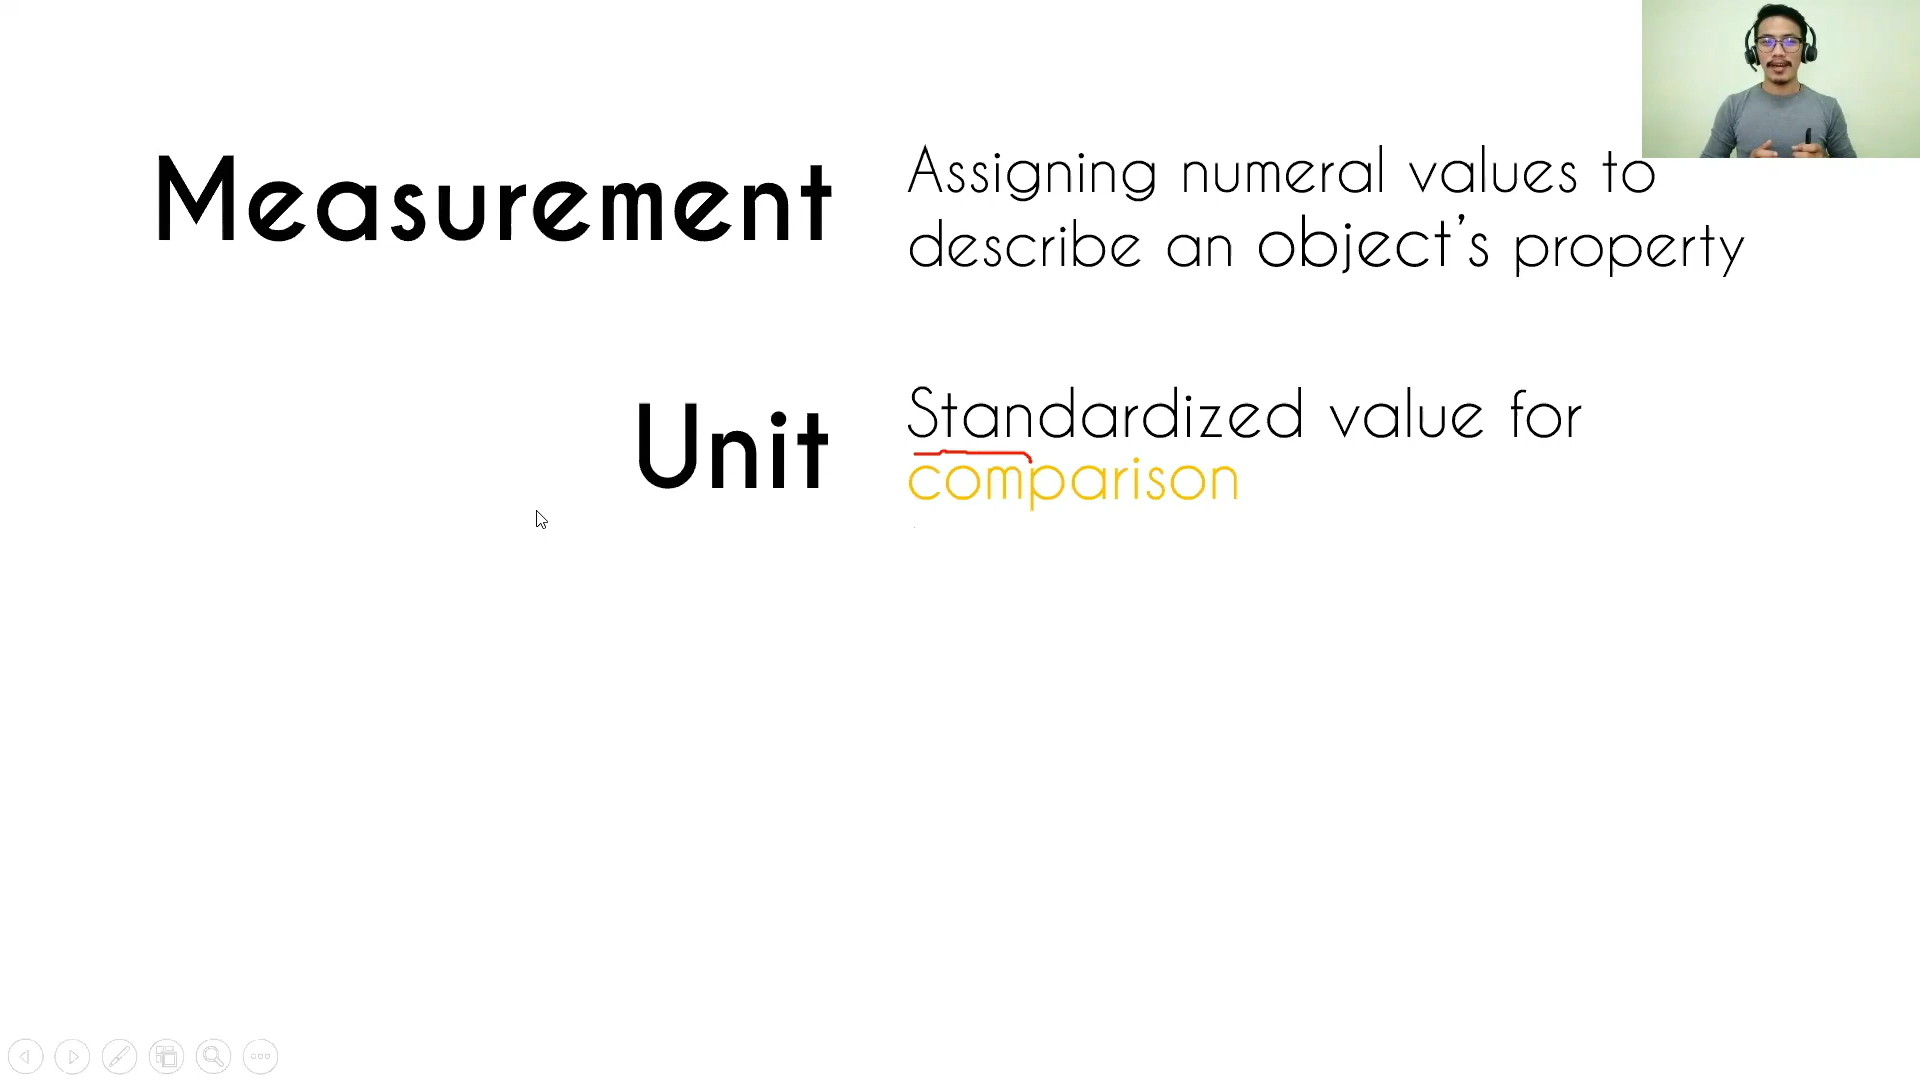 Measurement
Assigning numeral values to
describe an object's property
Unit
Standardized value for
comparison